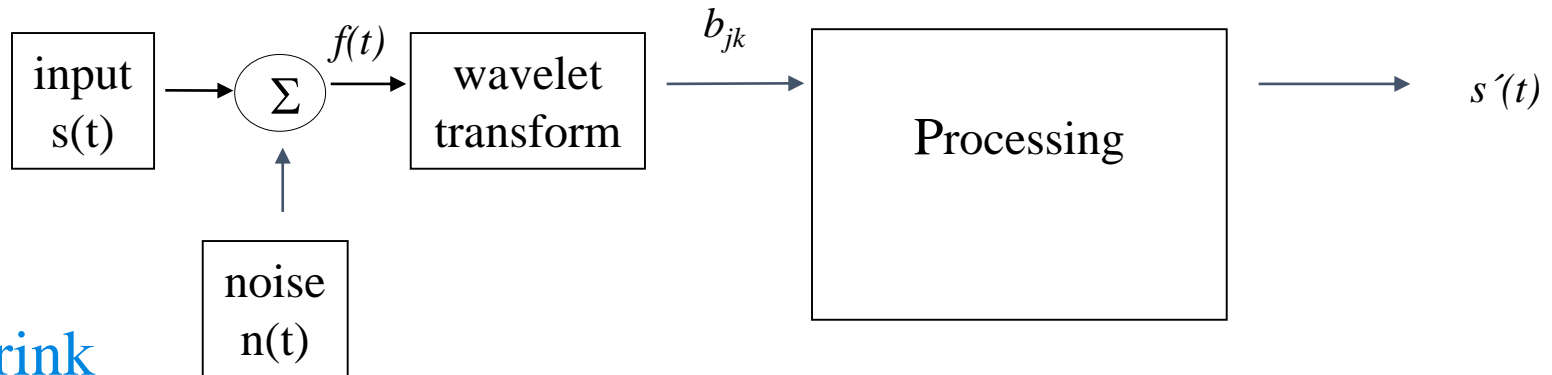 input
s(t)
Σ
f(t)
wavelet
transform
b_jk
Processing
s´(t)
noise
n(t)
rink